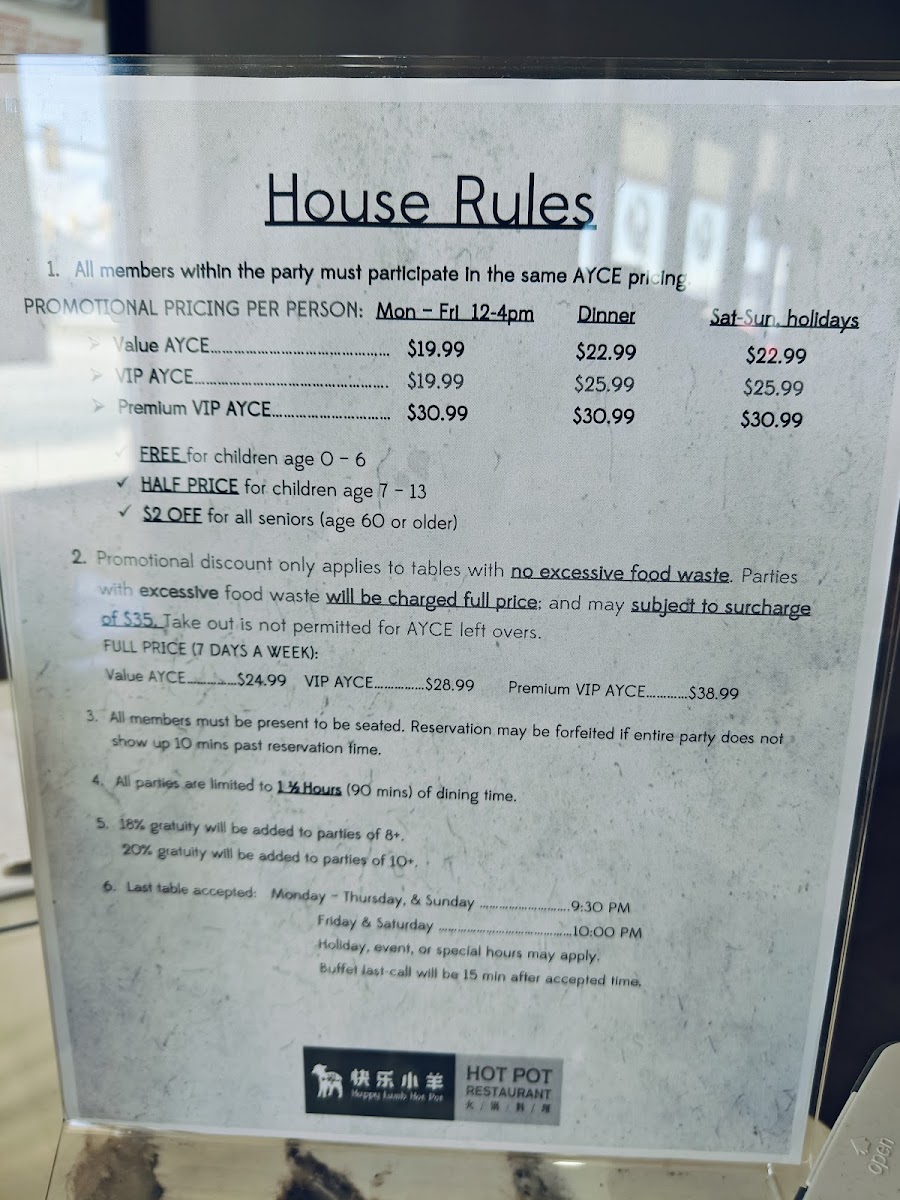 House Rules
1. All members within the party must participate in the same AYCE pricing.
PROMOTIONAL PRICING PER PERSON: Mon – Fri 12-4pm Dinner Sat-Sun, holidays
➢ Value AYCE................................................ $19.99 $22.99 $22.99
➢ VIP AYCE.................................................... $19.99 $25.99 $25.99
➢ Premium VIP AYCE............................... $30.99 $30.99 $30.99
✓ FREE for children age 0 – 6
✓ HALF PRICE for children age 7 – 13
✓ $2 OFF for all seniors (age 60 or older)
2. Promotional discount only applies to tables with no excessive food waste. Parties
with excessive food waste will be charged full price; and may subject to surcharge
of $35. Take out is not permitted for AYCE left overs.
FULL PRICE (7 DAYS A WEEK):
Value AYCE..............$24.99 VIP AYCE..............$28.99 Premium VIP AYCE............$38.99
3. All members must be present to be seated. Reservation may be forfeited if entire party does not
show up 10 mins past reservation time.
4. All parties are limited to 1 ½ Hours (90 mins) of dining time.
5. 18% gratuity will be added to parties of 8+.
20% gratuity will be added to parties of 10+.
6. Last table accepted: Monday – Thursday, & Sunday ............................9:30 PM
Friday & Saturday .........................................10:00 PM
Holiday, event, or special hours may apply.
Buffet last-call will be 15 min after accepted time.
快乐小羊
Happy Lamb Hot Pot
HOT POT
RESTAURANT
火 / 锅
open